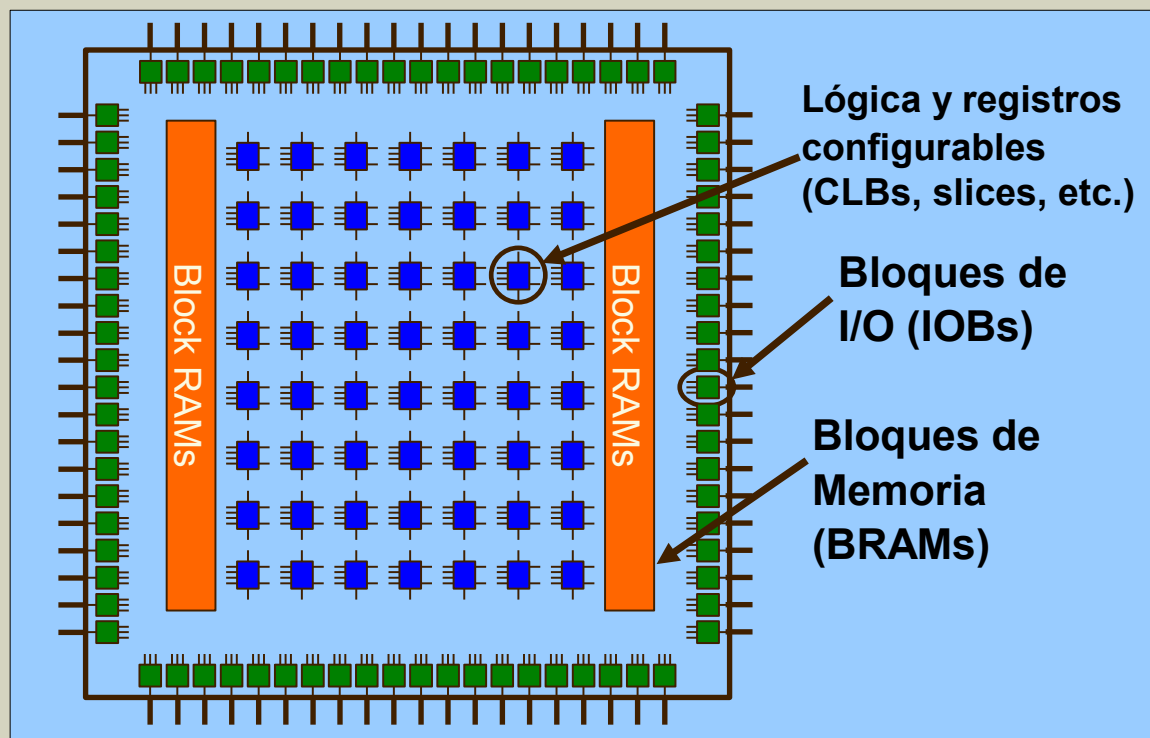 Lógica y registros
configurables
(CLBs, slices, etc.)
Bloques de
I/O (IOBs)
Bloques de
Memoria
(BRAMs)
Block RAMs
Block RAMs